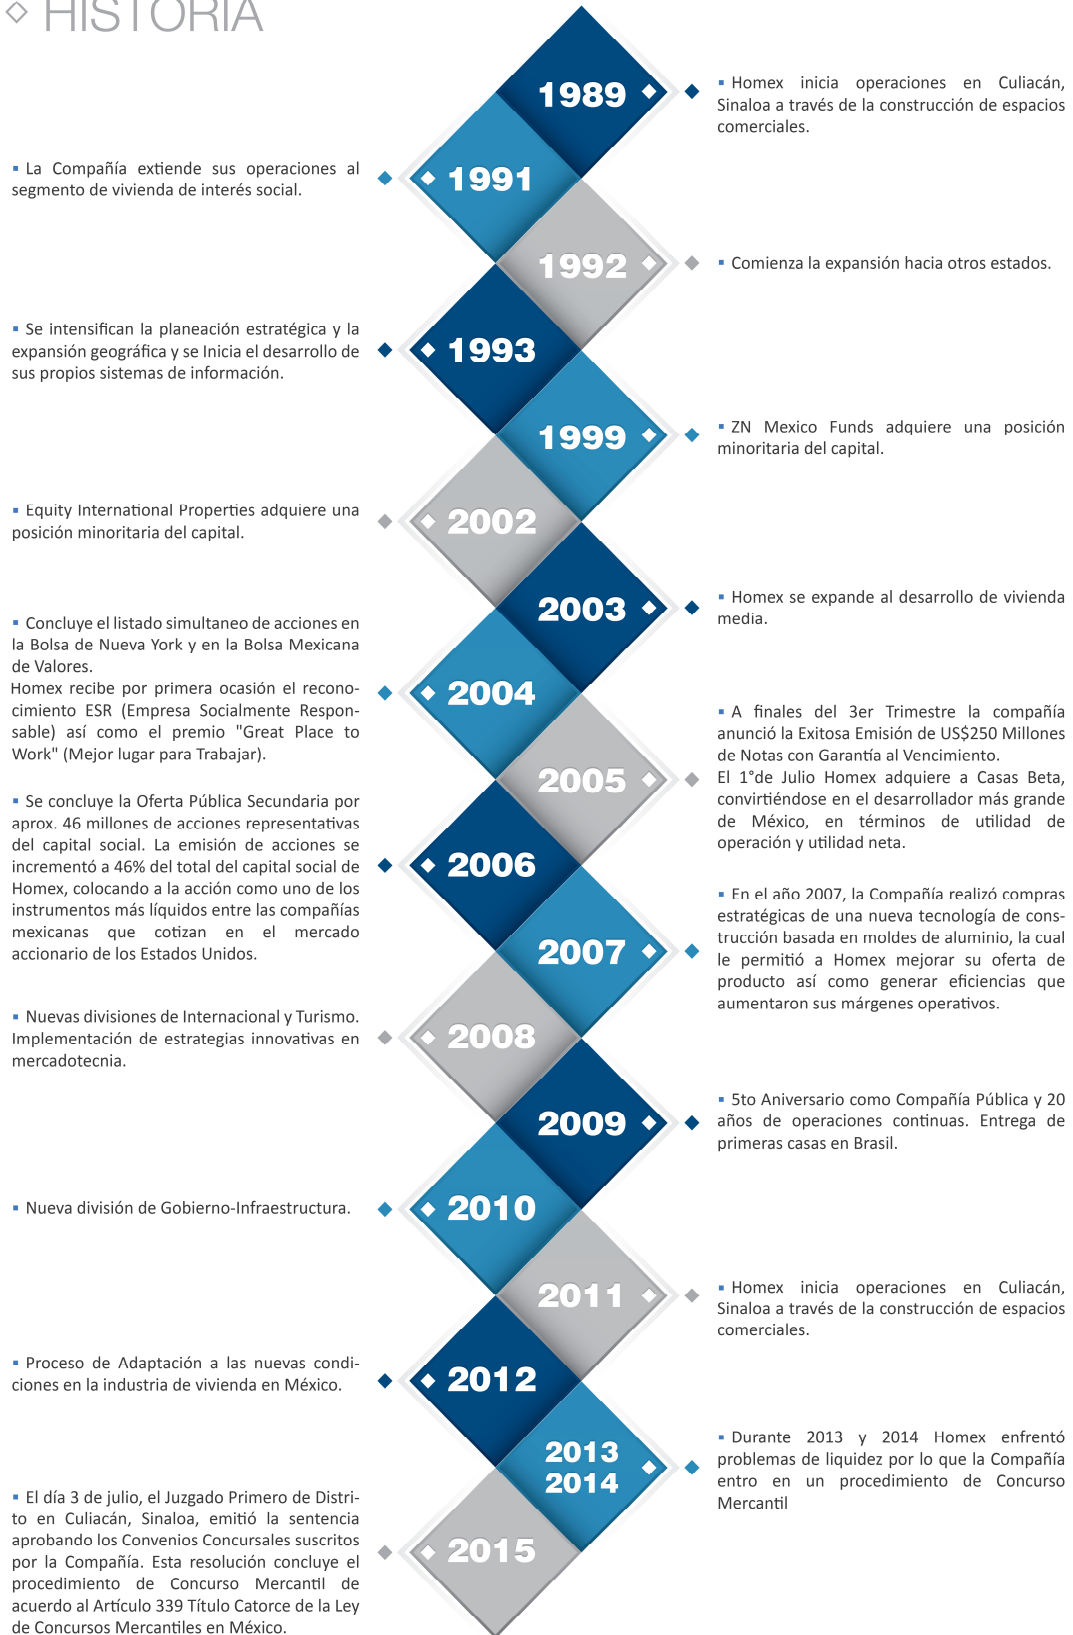 HISTORIA
1989
▪ Homex inicia operaciones en Culiacán,
Sinaloa a través de la construcción de espacios
comerciales.
▪ La Compañía extiende sus operaciones al
segmento de vivienda de interés social.
1991
1992
▪ Comienza la expansión hacia otros estados.
▪ Se intensifican la planeación estratégica y la
expansión geográfica y se Inicia el desarrollo de
sus propios sistemas de información.
1993
1999
▪ ZN Mexico Funds adquiere una posición
minoritaria del capital.
▪ Equity International Properties adquiere una
posición minoritaria del capital.
2002
2003
▪ Homex se expande al desarrollo de vivienda
media.
▪ Concluye el listado simultaneo de acciones en
la Bolsa de Nueva York y en la Bolsa Mexicana
de Valores.
Homex recibe por primera ocasión el recono-
cimiento ESR (Empresa Socialmente Respon-
sable) así como el premio "Great Place to
Work" (Mejor lugar para Trabajar).
2004
2005
▪ A finales del 3er Trimestre la compañía
anunció la Exitosa Emisión de US$250 Millones
de Notas con Garantía al Vencimiento.
El 1°de Julio Homex adquiere a Casas Beta,
convirtiéndose en el desarrollador más grande
de México, en términos de utilidad de
operación y utilidad neta.
▪ Se concluye la Oferta Pública Secundaria por
aprox. 46 millones de acciones representativas
del capital social. La emisión de acciones se
incrementó a 46% del total del capital social de
Homex, colocando a la acción como uno de los
instrumentos más líquidos entre las compañías
mexicanas que cotizan en el mercado
accionario de los Estados Unidos.
2006
2007
▪ En el año 2007, la Compañía realizó compras
estratégicas de una nueva tecnología de cons-
trucción basada en moldes de aluminio, la cual
le permitió a Homex mejorar su oferta de
producto así como generar eficiencias que
aumentaron sus márgenes operativos.
▪ Nuevas divisiones de Internacional y Turismo.
Implementación de estrategias innovativas en
mercadotecnia.
2008
2009
▪ 5to Aniversario como Compañía Pública y 20
años de operaciones continuas. Entrega de
primeras casas en Brasil.
▪ Nueva división de Gobierno-Infraestructura.
2010
2011
▪ Homex inicia operaciones en Culiacán,
Sinaloa a través de la construcción de espacios
comerciales.
▪ Proceso de Adaptación a las nuevas condi-
ciones en la industria de vivienda en México.
2012
2013
2014
▪ Durante 2013 y 2014 Homex enfrentó
problemas de liquidez por lo que la Compañía
entro en un procedimiento de Concurso
Mercantil
▪ El día 3 de julio, el Juzgado Primero de Distri-
to en Culiacán, Sinaloa, emitió la sentencia
aprobando los Convenios Concursales suscritos
por la Compañía. Esta resolución concluye el
procedimiento de Concurso Mercantil de
acuerdo al Artículo 339 Título Catorce de la Ley
de Concursos Mercantiles en México.
2015